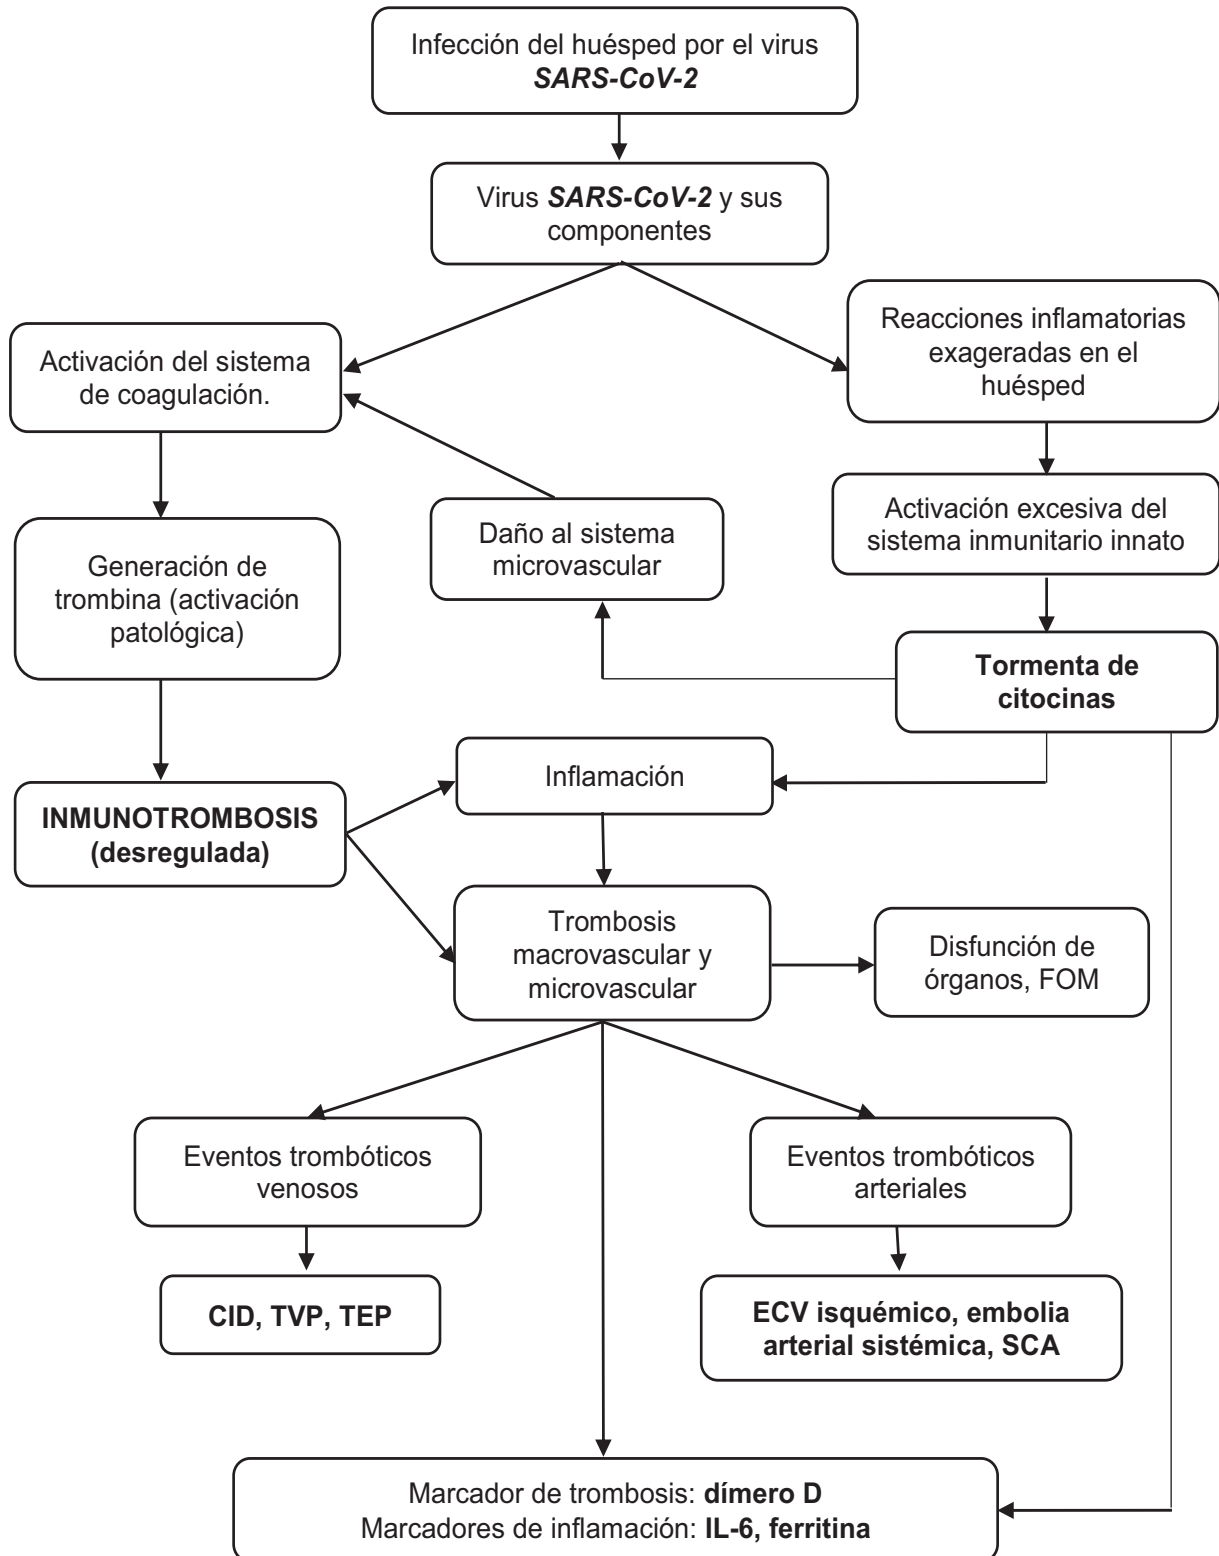 Infección del huésped por el virus
SARS-CoV-2
Virus SARS-CoV-2 y sus
componentes
Reacciones inflamatorias
exageradas en el
huésped
Activación del sistema
de coagulación.
Activación excesiva del
sistema inmunitario innato
Daño al sistema
microvascular
Generación de
trombina (activación
patológica)
Tormenta de
citocinas
Inflamación
INMUNOTROMBOSIS
(desregulada)
Trombosis
macrovascular y
microvascular
Disfunción de
órganos, FOM
Eventos trombóticos
venosos
Eventos trombóticos
arteriales
CID, TVP, TEP
ECV isquémico, embolia
arterial sistémica, SCA
Marcador de trombosis: dímero D
Marcadores de inflamación: IL-6, ferritina